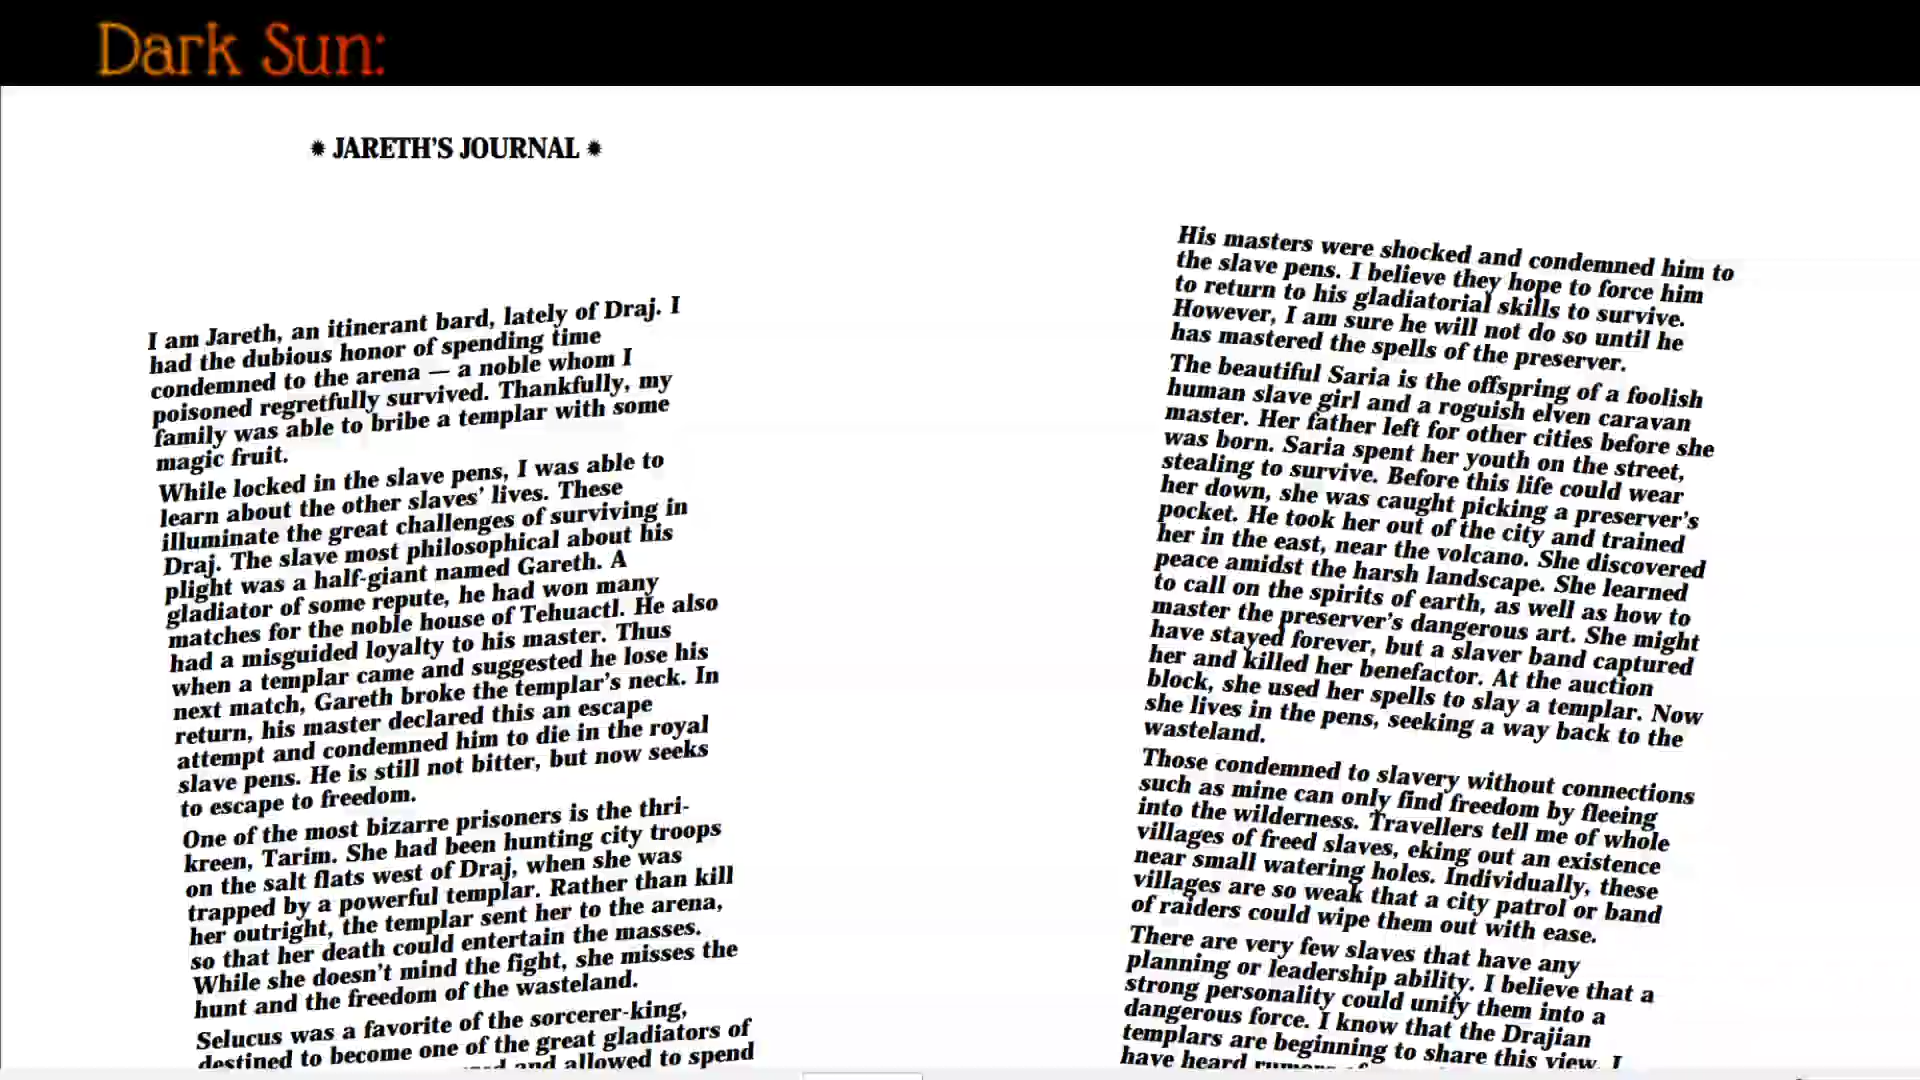 Dark Sun:
✹ JARETH'S JOURNAL ✹
I am Jareth, an itinerant bard, lately of Draj. I
had the dubious honor of spending time
condemned to the arena — a noble whom I
poisoned regretfully survived. Thankfully, my
family was able to bribe a templar with some
magic fruit.
While locked in the slave pens, I was able to
learn about the other slaves' lives. These
illuminate the great challenges of surviving in
Draj. The slave most philosophical about his
plight was a half-giant named Gareth. A
gladiator of some repute, he had won many
matches for the noble house of Tehuactl. He also
had a misguided loyalty to his master. Thus
when a templar came and suggested he lose his
next match, Gareth broke the templar's neck. In
return, his master declared this an escape
attempt and condemned him to die in the royal
slave pens. He is still not bitter, but now seeks
to escape to freedom.
One of the most bizarre prisoners is the thri-
kreen, Tarim. She had been hunting city troops
on the salt flats west of Draj, when she was
trapped by a powerful templar. Rather than kill
her outright, the templar sent her to the arena,
so that her death could entertain the masses.
While she doesn't mind the fight, she misses the
hunt and the freedom of the wasteland.
Selucus was a favorite of the sorcerer-king,
destined to become one of the great gladiators of
and allowed to spend
His masters were shocked and condemned him to
the slave pens. I believe they hope to force him
to return to his gladiatorial skills to survive.
However, I am sure he will not do so until he
has mastered the spells of the preserver.
The beautiful Saria is the offspring of a foolish
human slave girl and a roguish elven caravan
master. Her father left for other cities before she
was born. Saria spent her youth on the street,
stealing to survive. Before this life could wear
her down, she was caught picking a preserver's
pocket. He took her out of the city and trained
her in the east, near the volcano. She discovered
peace amidst the harsh landscape. She learned
to call on the spirits of earth, as well as how to
master the preserver's dangerous art. She might
have stayed forever, but a slaver band captured
her and killed her benefactor. At the auction
block, she used her spells to slay a templar. Now
she lives in the pens, seeking a way back to the
wasteland.
Those condemned to slavery without connections
such as mine can only find freedom by fleeing
into the wilderness. Travellers tell me of whole
villages of freed slaves, eking out an existence
near small watering holes. Individually, these
villages are so weak that a city patrol or band
of raiders could wipe them out with ease.
There are very few slaves that have any
planning or leadership ability. I believe that a
strong personality could unify them into a
dangerous force. I know that the Drajian
templars are beginning to share this view. I
have heard rumors of